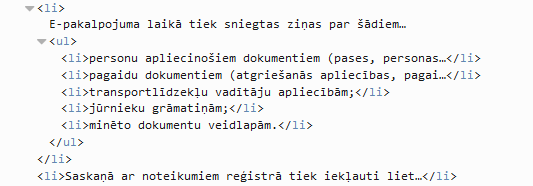 <li>
E-pakalpojuma laikā tiek sniegtas ziņas par šādiem…
<ul>
<li>personu apliecinošiem dokumentiem (pases, personas…</li>
<li>pagaidu dokumentiem (atgriešanās apliecības, pagai…</li>
<li>transportlīdzekļu vadītāju apliecībām;</li>
<li>jūrnieku grāmatiņām;</li>
<li>minēto dokumentu veidlapām.</li>
</ul>
</li>
<li>Saskaņā ar noteikumiem reģistrā tiek iekļauti liet…</li>